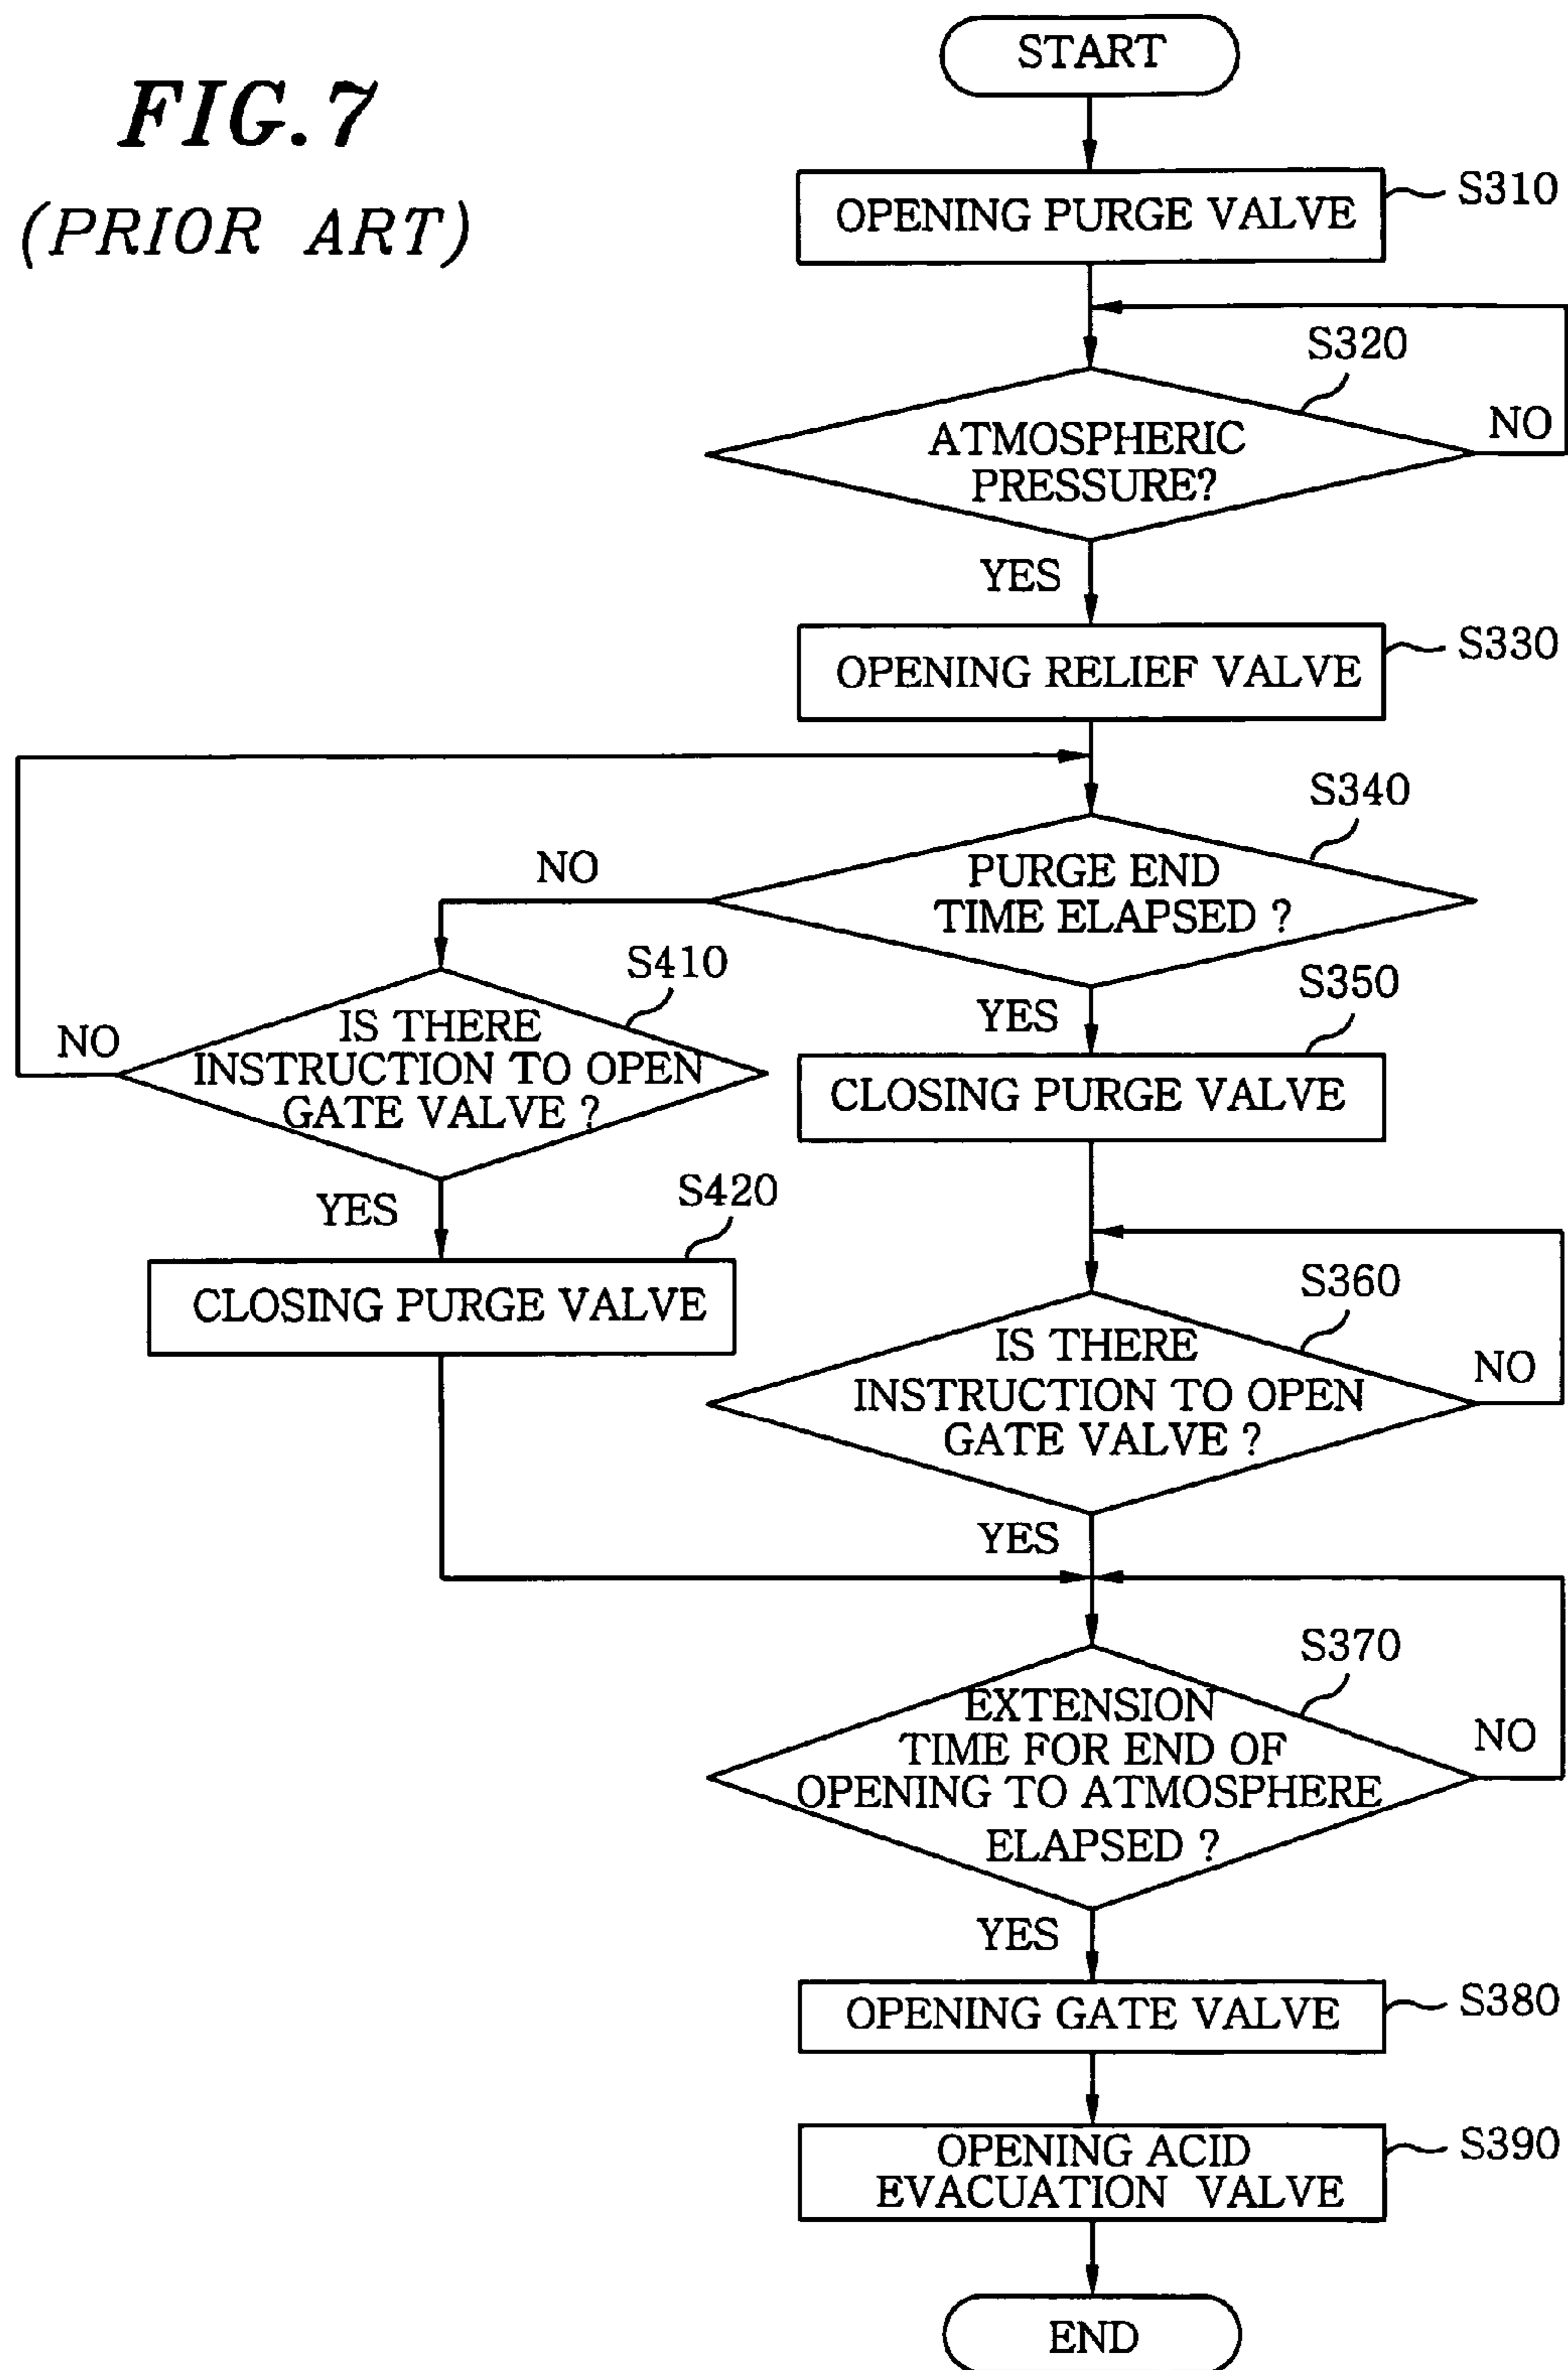 FIG.7
(PRIOR ART)
START
OPENING PURGE VALVE
S310
S320
ATMOSPHERIC
PRESSURE?
NO
YES
OPENING RELIEF VALVE
S330
S340
PURGE END
TIME ELAPSED ?
NO
YES
S410
IS THERE
INSTRUCTION TO OPEN
GATE VALVE ?
NO
YES
S350
CLOSING PURGE VALVE
S420
CLOSING PURGE VALVE
S360
IS THERE
INSTRUCTION TO OPEN
GATE VALVE ?
NO
YES
S370
EXTENSION
TIME FOR END OF
OPENING TO ATMOSPHERE
ELAPSED ?
NO
YES
OPENING GATE VALVE
S380
OPENING ACID
EVACUATION VALVE
S390
END